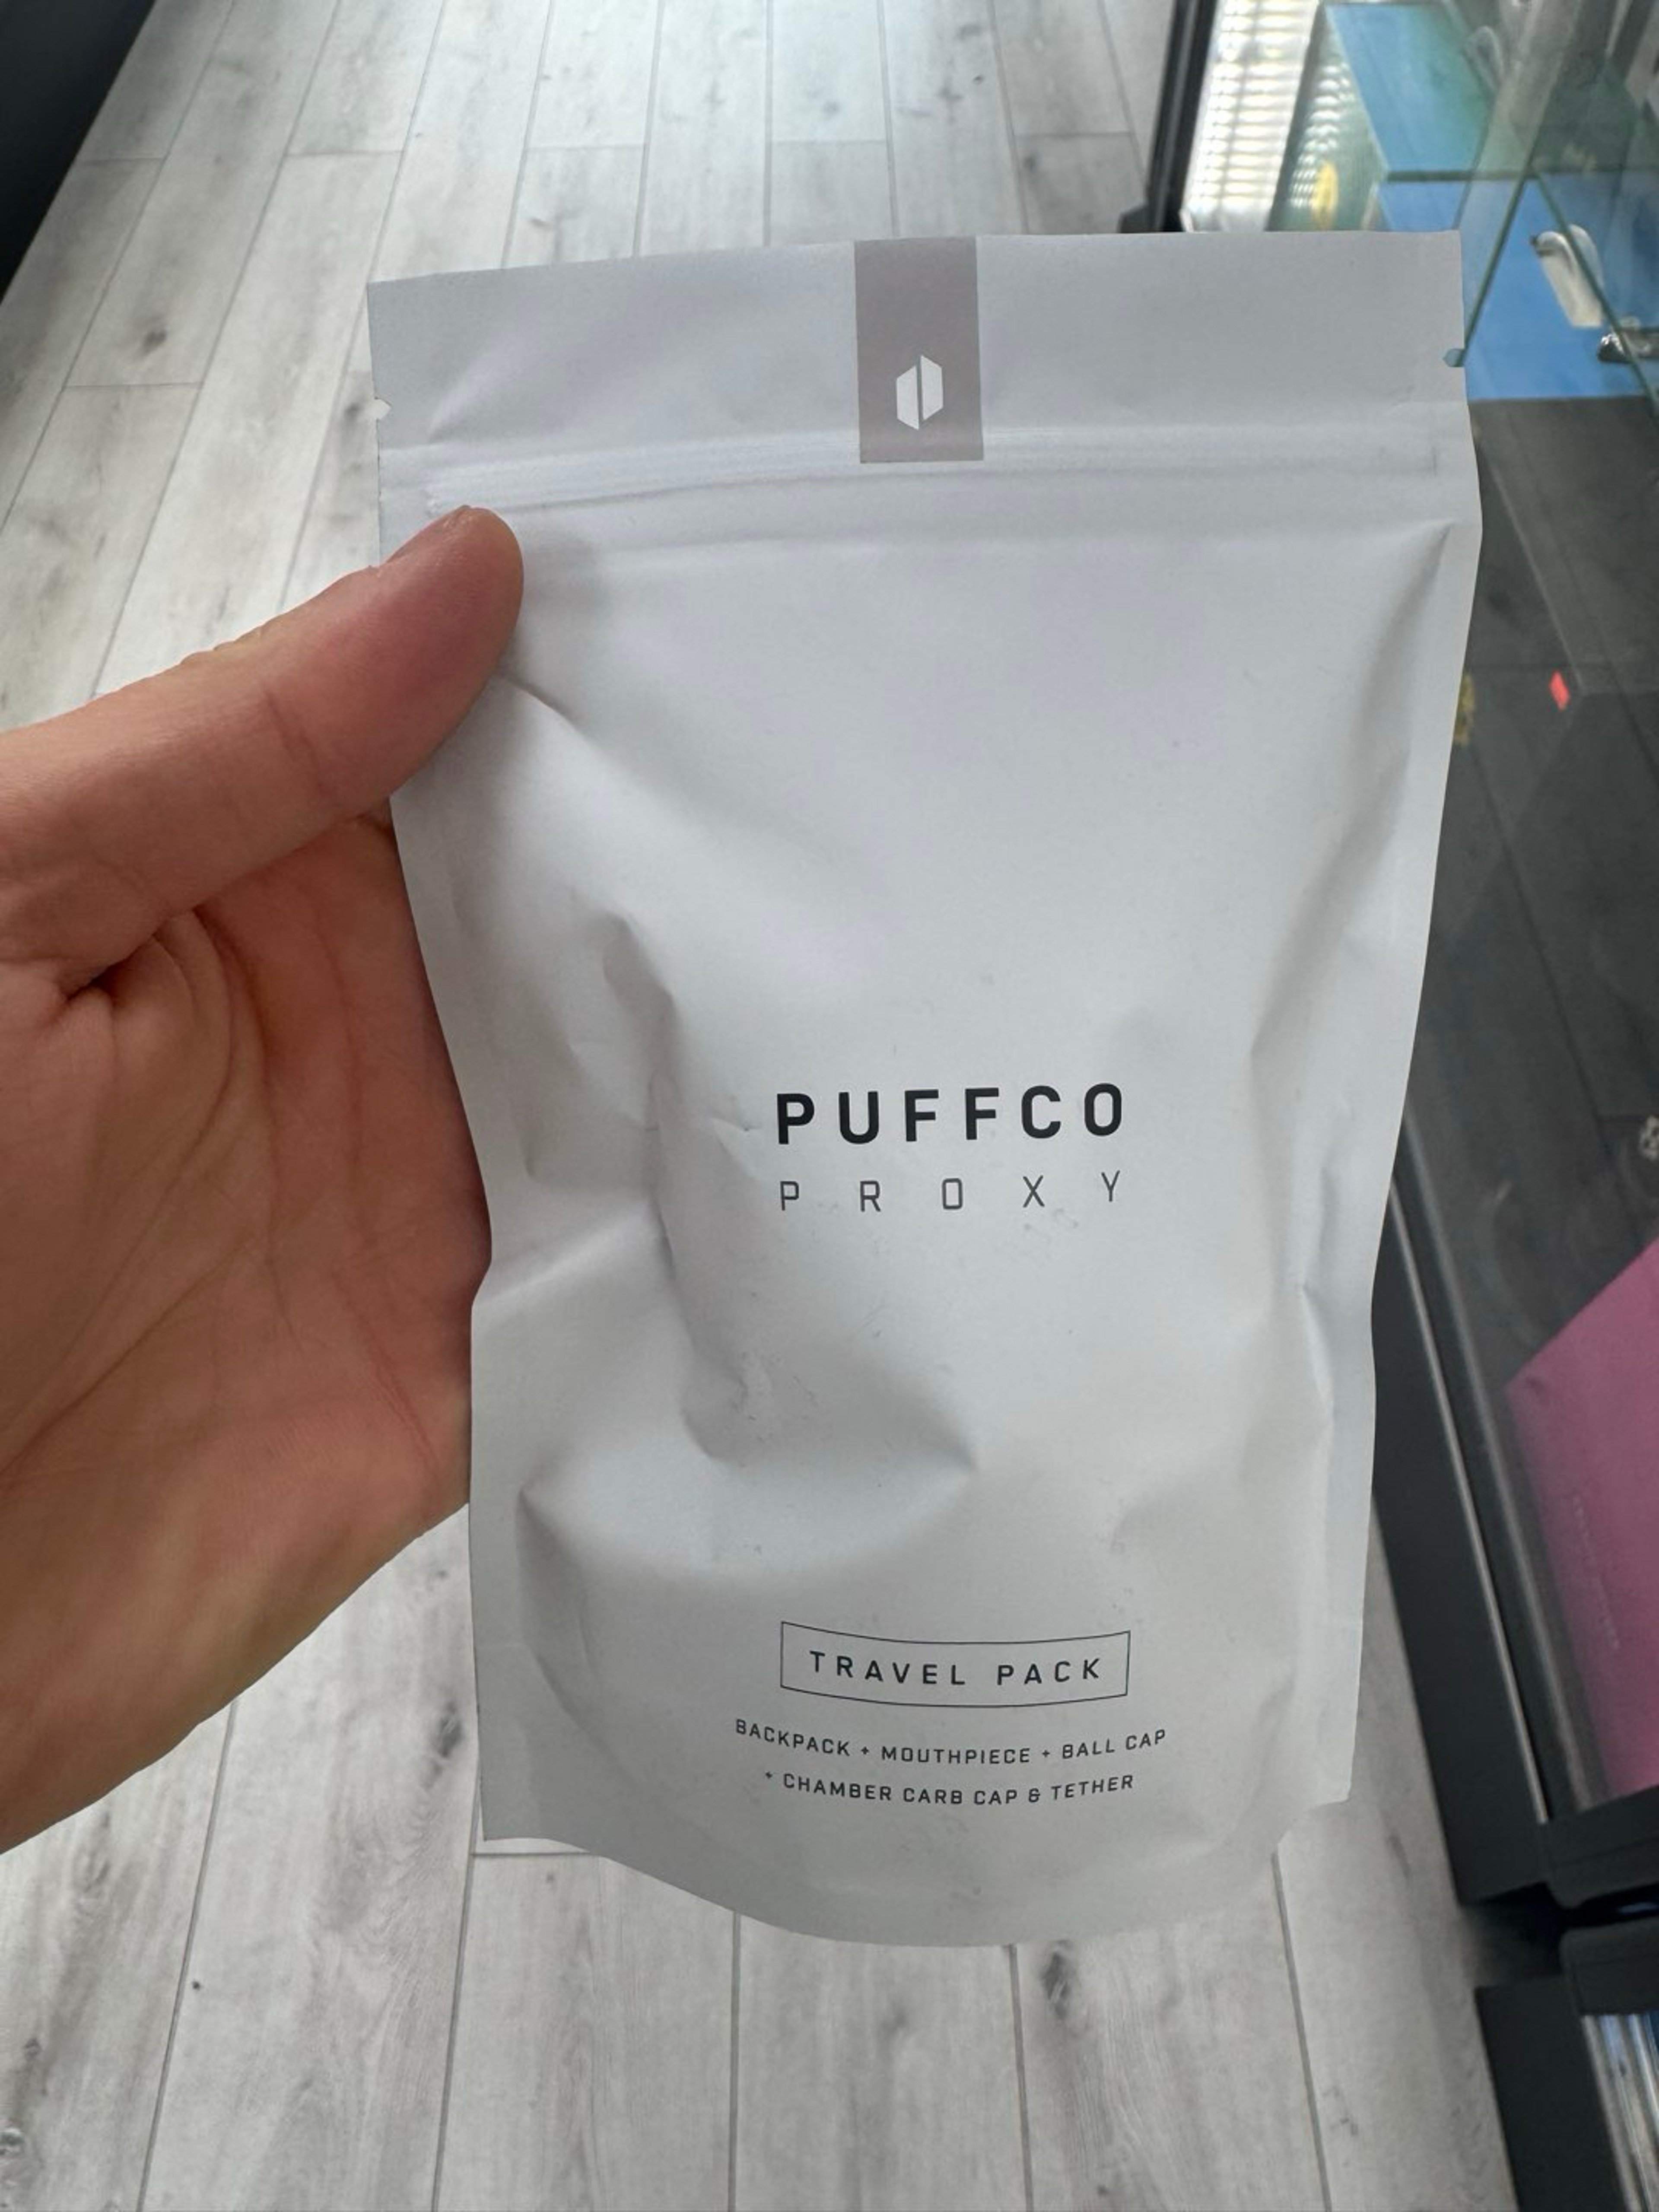 PUFFCO
PROXY
TRAVEL PACK
BACKPACK + MOUTHPIECE + BALL CAP
+ CHAMBER CARB CAP & TETHER